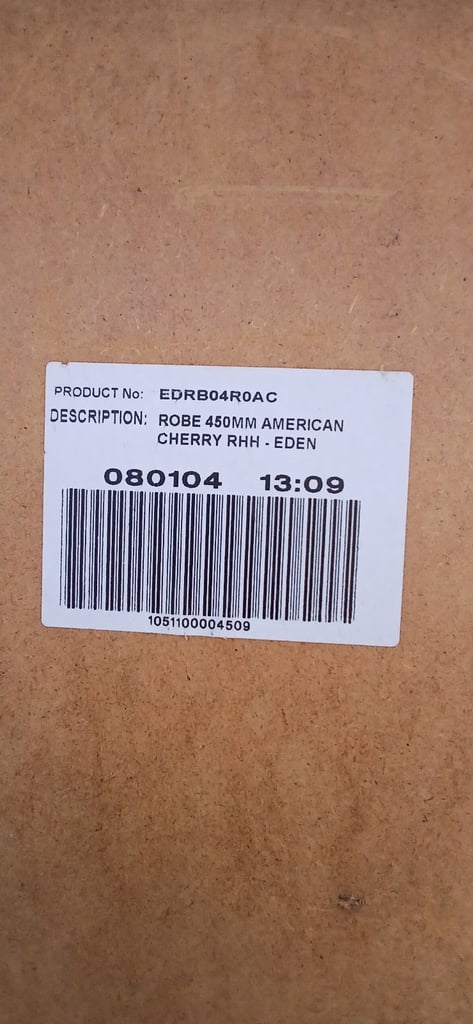 PRODUCT No: EDRB04R0AC
DESCRIPTION: ROBE 450MM AMERICAN
CHERRY RHH - EDEN
080104 13:09
1051100004509